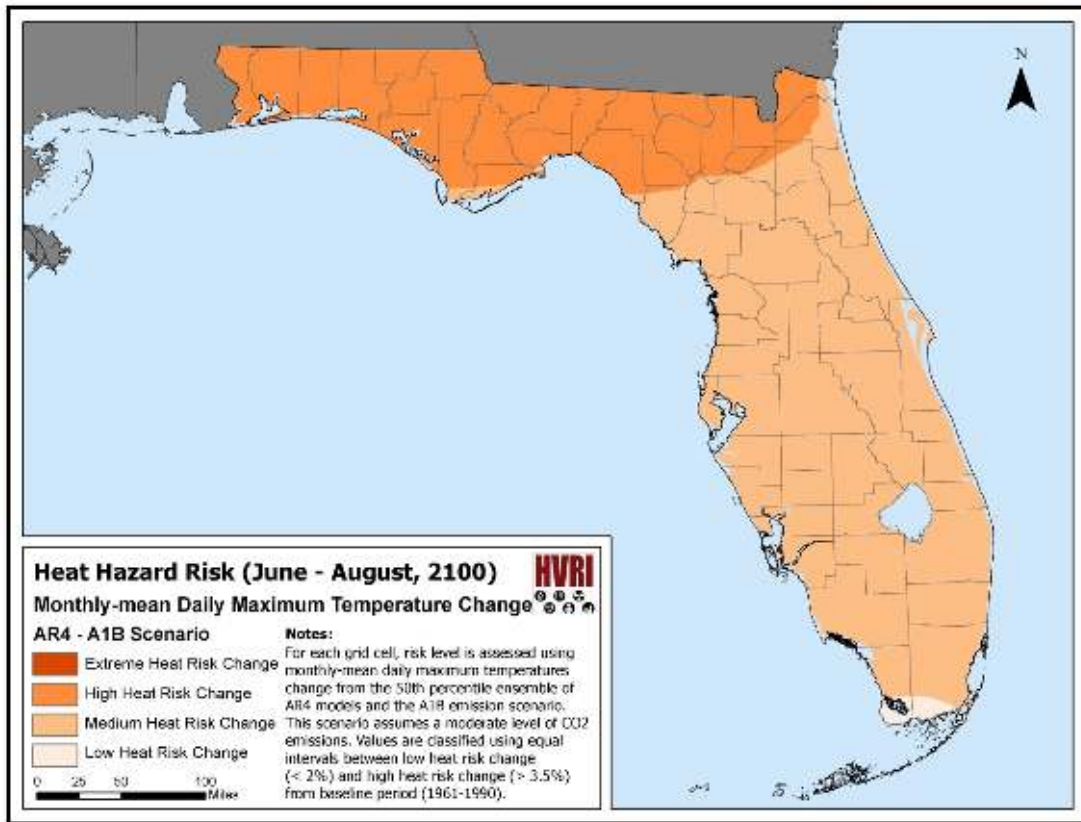 N
Heat Hazard Risk (June - August, 2100)
HVRI
Monthly-mean Daily Maximum Temperature Change
AR4 - A1B Scenario
Extreme Heat Risk Change
High Heat Risk Change
Medium Heat Risk Change
Low Heat Risk Change
0 25 50 100
Miles
Notes:
For each grid cell, risk level is assessed using
monthly-mean daily maximum temperatures
change from the 50th percentile ensemble of
AR4 models and the A1B emission scenario.
This scenario assumes a moderate level of CO2
emissions. Values are classified using equal
intervals between low heat risk change
(< 2%) and high heat risk change (> 3.5%)
from baseline period (1961-1990).